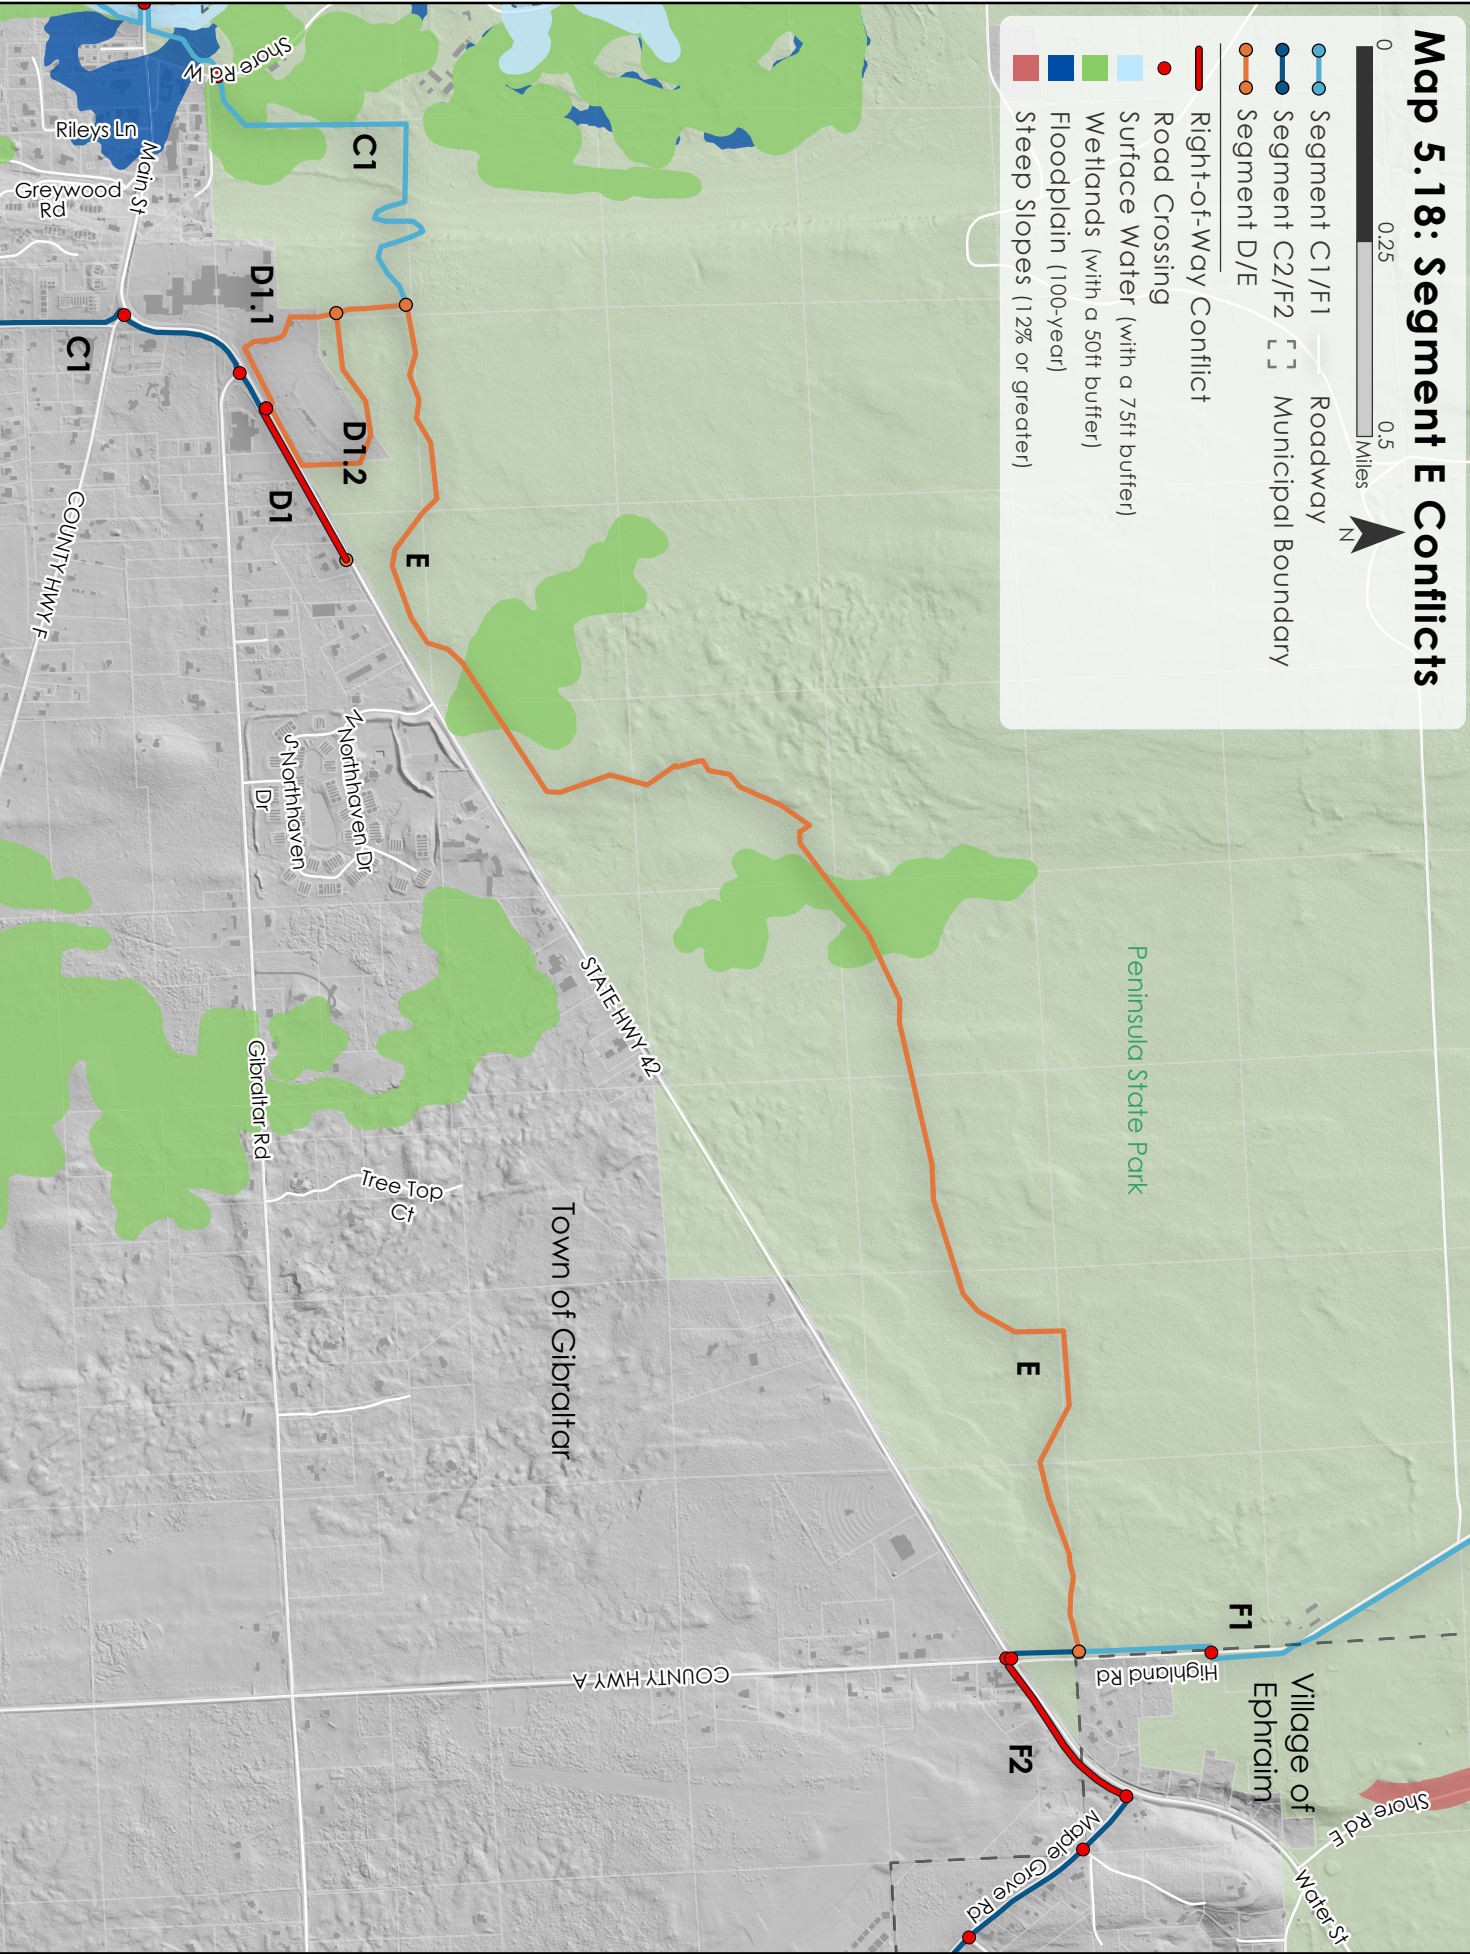 Map 5.18: Segment E Conflicts
0 0.25 0.5
Miles
N
Segment C1/F1
Segment C2/F2
Segment D/E
Roadway
Municipal Boundary
Right-of-Way Conflict
Road Crossing
Surface Water (with a 75ft buffer)
Wetlands (with a 50ft buffer)
Floodplain (100-year)
Steep Slopes (12% or greater)
Peninsula State Park
Village of
Ephraim
Shore Rd E
Water St
F1
Highland Rd
F2
Maple Grove Rd
E
COUNTY HWY A
Town of Gibraltar
STATE HWY 42
E
C1
Shore Rd W
Rileys Ln
Main St
Greywood
Rd
D1.1
D1.2
D1
C1
COUNTY HWY F
N Northhaven Dr
S Northhaven
Dr
Gibraltar Rd
Tree Top
Ct